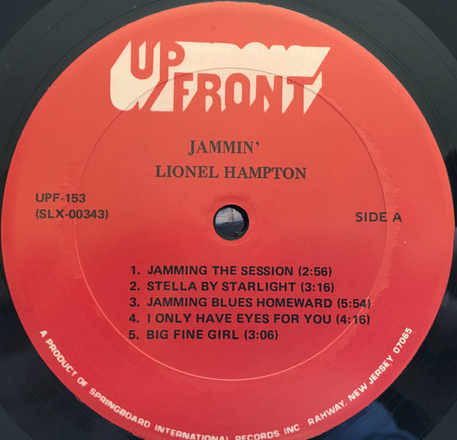 UP
FRONT
JAMMIN'
LIONEL HAMPTON
UPF-153
(SLX-00343)
SIDE A
1. JAMMING THE SESSION (2:56)
2. STELLA BY STARLIGHT (3:16)
3. JAMMING BLUES HOMEWARD (5:54)
4. I ONLY HAVE EYES FOR YOU (4:16)
5. BIG FINE GIRL (3:06)
A PRODUCT OF SPRINGBOARD INTERNATIONAL RECORDS INC. RAHWAY, NEW JERSEY 07065